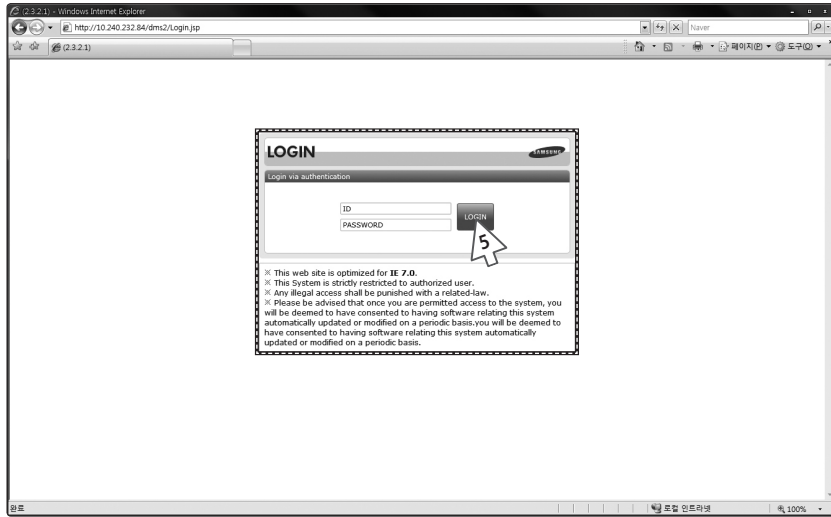 (2.3.2.1) - Windows Internet Explorer
http://10.240.232.84/dms2/Login.jsp
Naver
(2.3.2.1)
페이지(P)
도구(O)
LOGIN
SAMSUNG
Login via authentication
ID
PASSWORD
LOGIN
5
※ This web site is optimized for IE 7.0.
※ This System is strictly restricted to authorized user.
※ Any illegal access shall be punished with a related-law.
※ Please be advised that once you are permitted access to the system, you
will be deemed to have consented to having software relating this system
automatically updated or modified on a periodic basis.you will be deemed to
have consented to having software relating this system automatically
updated or modified on a periodic basis.
완료
로컬 인트라넷
100%